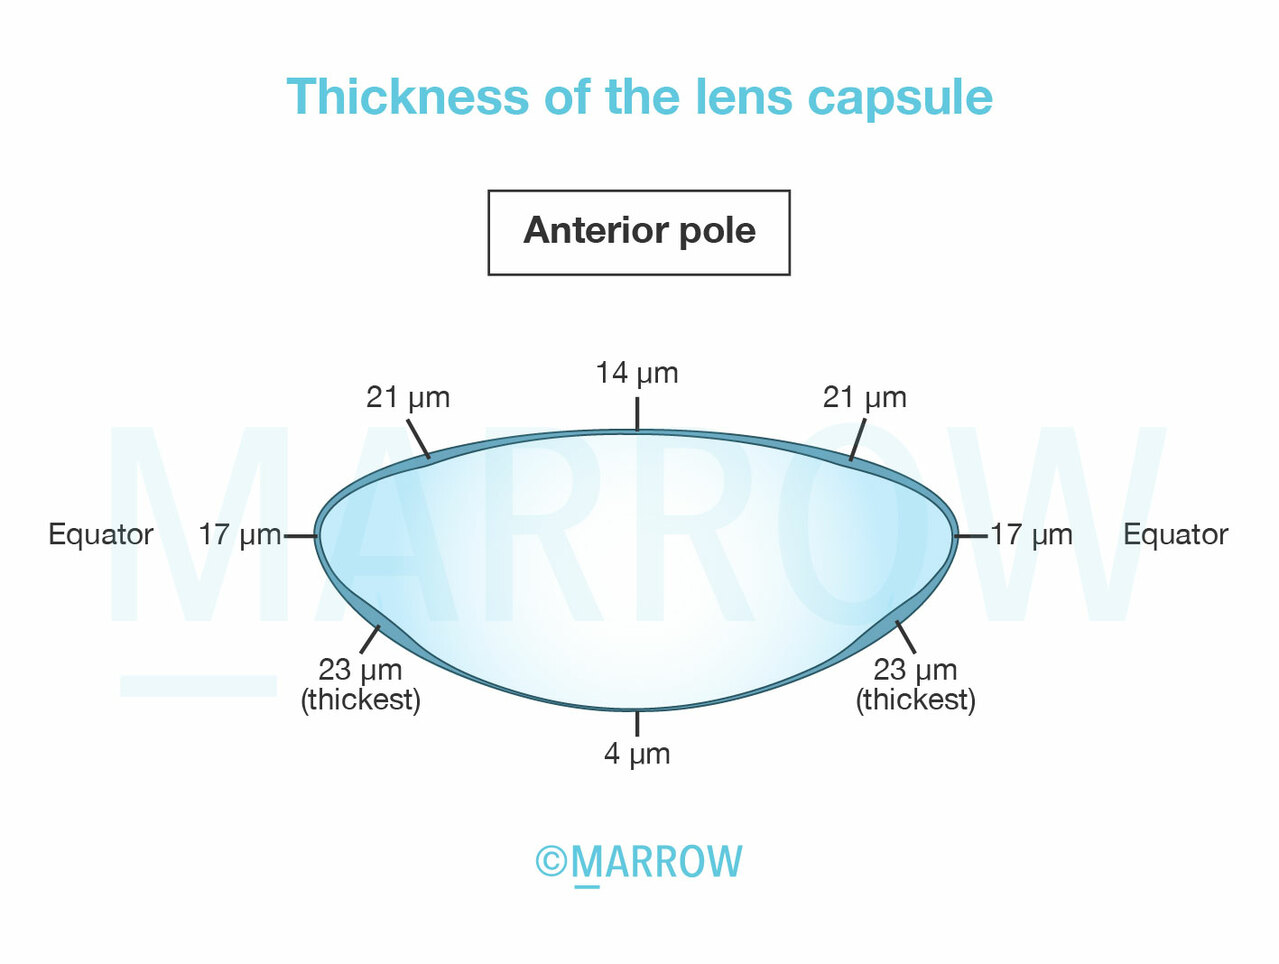 Thickness of the lens capsule
Anterior pole
14 µm
21 µm
21 µm
MARROW
Equator
17 µm
17 µm
Equator
23 µm
(thickest)
23 µm
(thickest)
4 µm
©MARROW